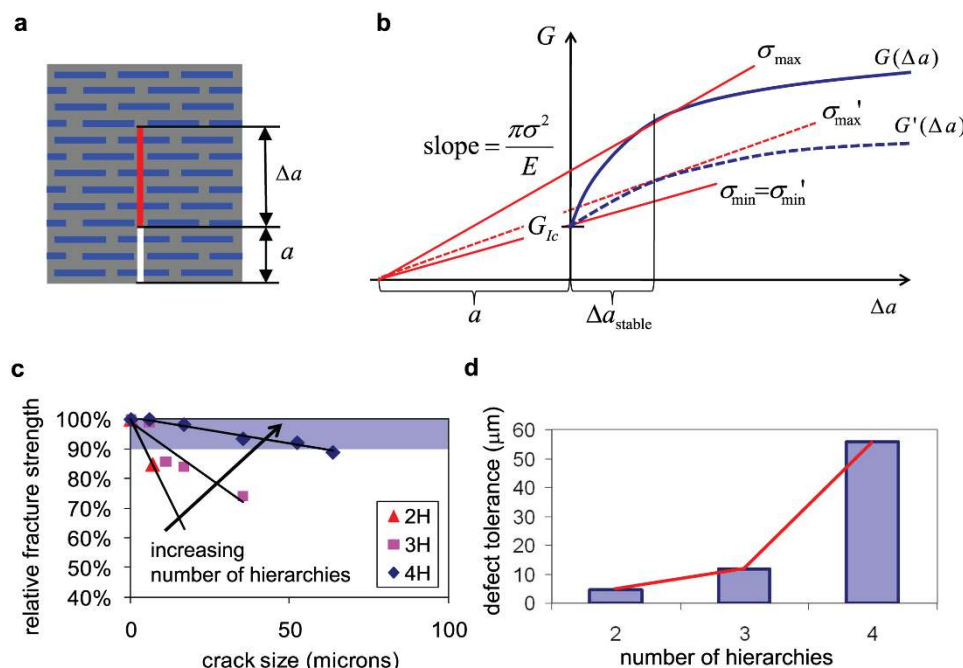 a
Δa
a
b
G
σmax
G(Δa)
slope = πσ² / E
σmax'
G'(Δa)
σmin=σmin'
GIc
a
Δastable
Δa
c
relative fracture strength
100%
90%
80%
70%
60%
50%
40%
increasing
number of hierarchies
2H
3H
4H
0
50
100
crack size (microns)
d
defect tolerance (μm)
60
50
40
30
20
10
0
2
3
4
number of hierarchies